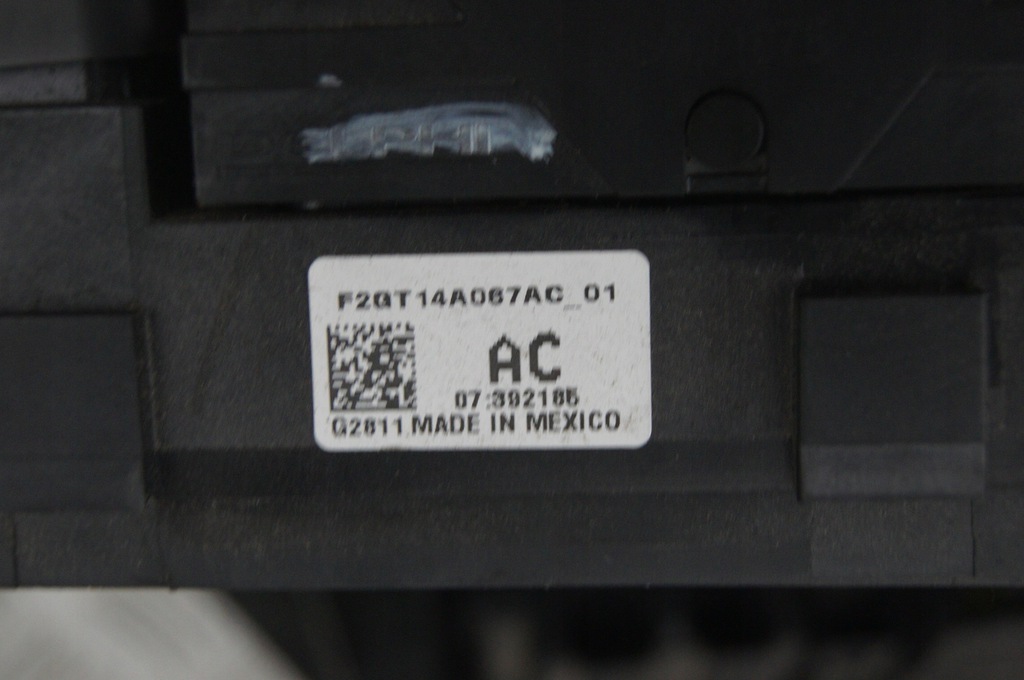 F2GT14A067AC_01
AC
07:392185
G2811 MADE IN MEXICO